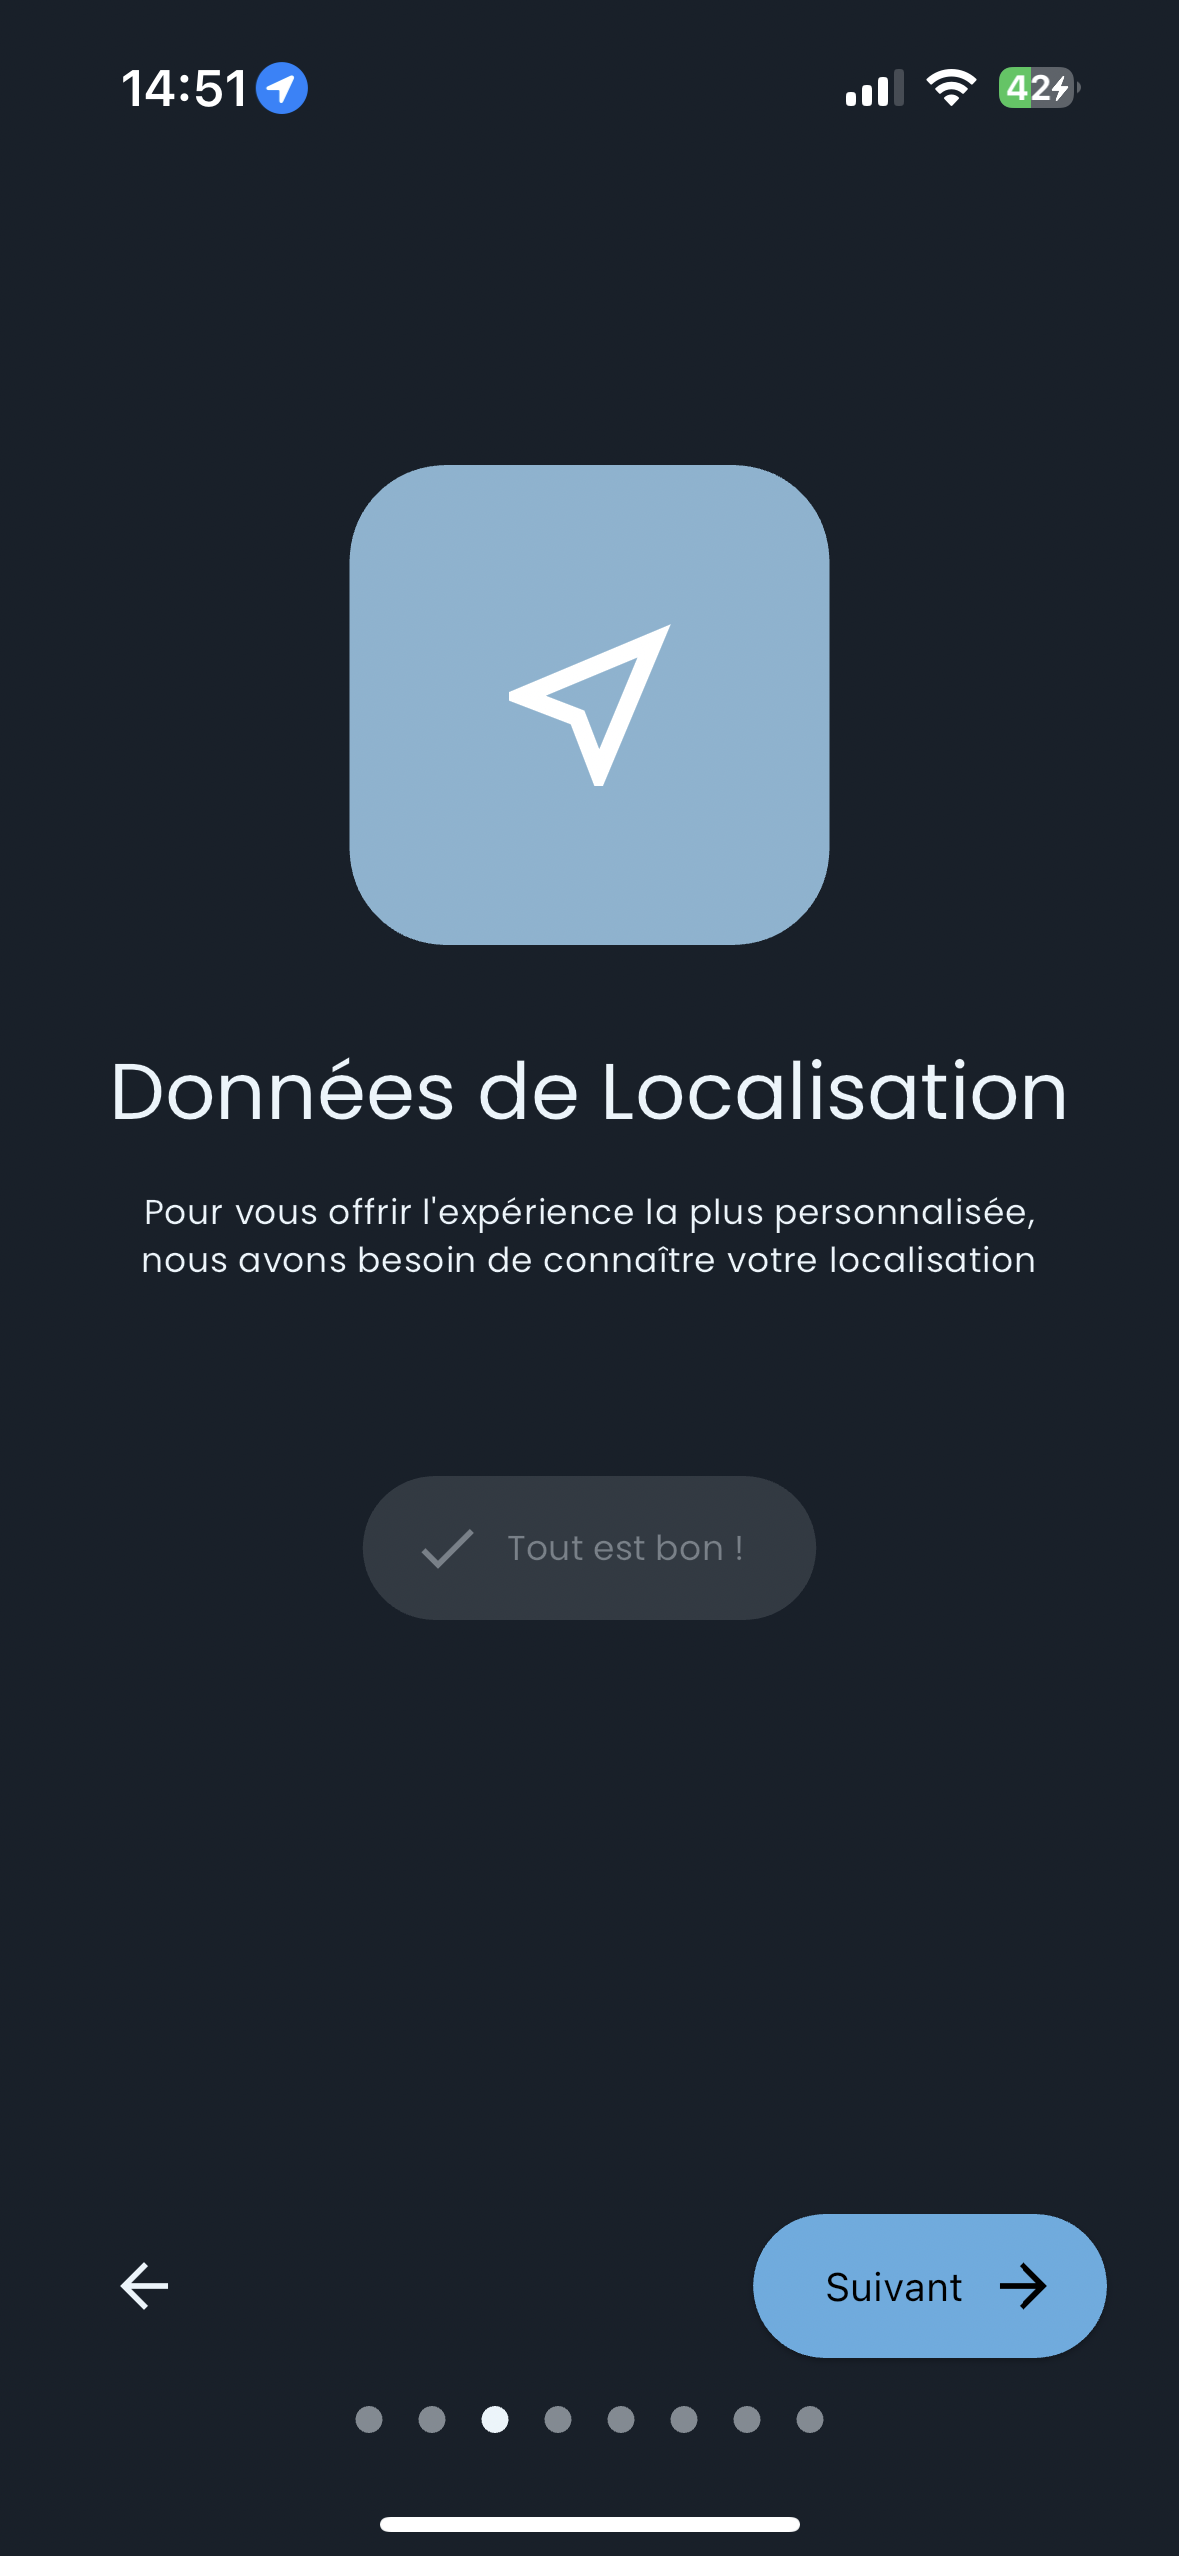 14:51
42
Données de Localisation
Pour vous offrir l'expérience la plus personnalisée,
nous avons besoin de connaître votre localisation
Tout est bon !
Suivant